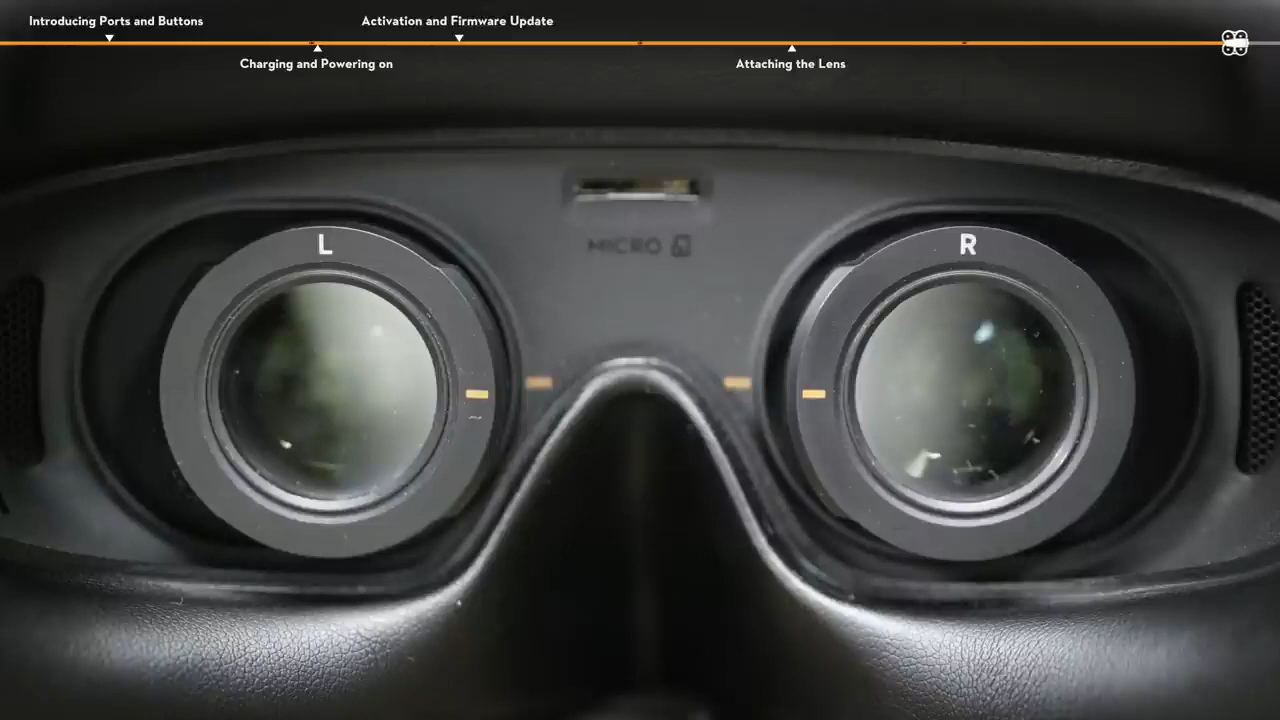 Introducing Ports and Buttons
Activation and Firmware Update
Charging and Powering on
Attaching the Lens
L
R
MICRO